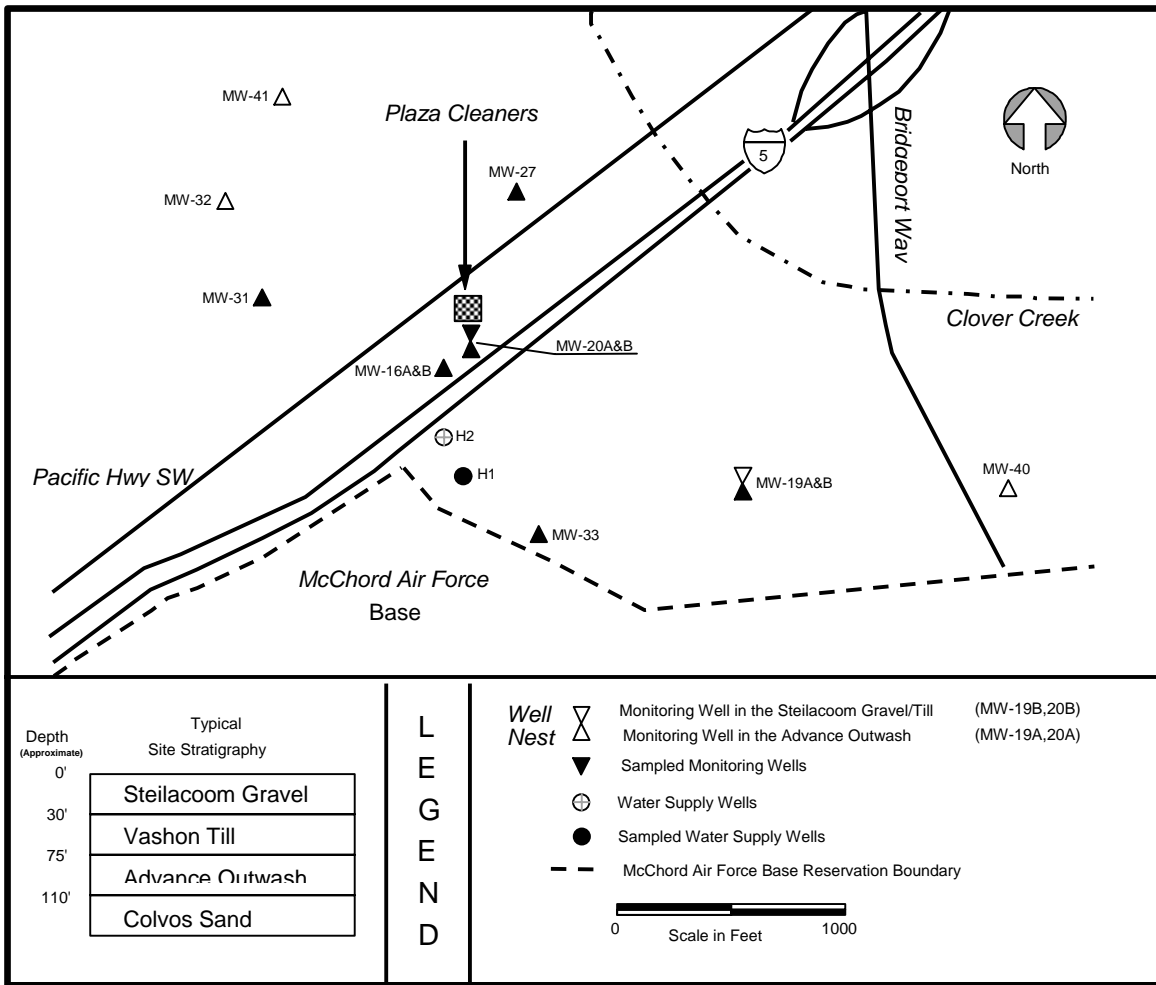 MW-41
Plaza Cleaners
MW-27
MW-32
5
Bridgeport Way
North
MW-31
Clover Creek
MW-20A&B
MW-16A&B
H2
Pacific Hwy SW
H1
MW-19A&B
MW-40
MW-33
McChord Air Force
Base
Depth
(Approximate)
Typical
Site Stratigraphy
0'
Steilacoom Gravel
30'
Vashon Till
75'
Advance Outwash
110'
Colvos Sand
L
E
G
E
N
D
Well
Nest
Monitoring Well in the Steilacoom Gravel/Till (MW-19B,20B)
Monitoring Well in the Advance Outwash (MW-19A,20A)
Sampled Monitoring Wells
Water Supply Wells
Sampled Water Supply Wells
McChord Air Force Base Reservation Boundary
0 1000
Scale in Feet